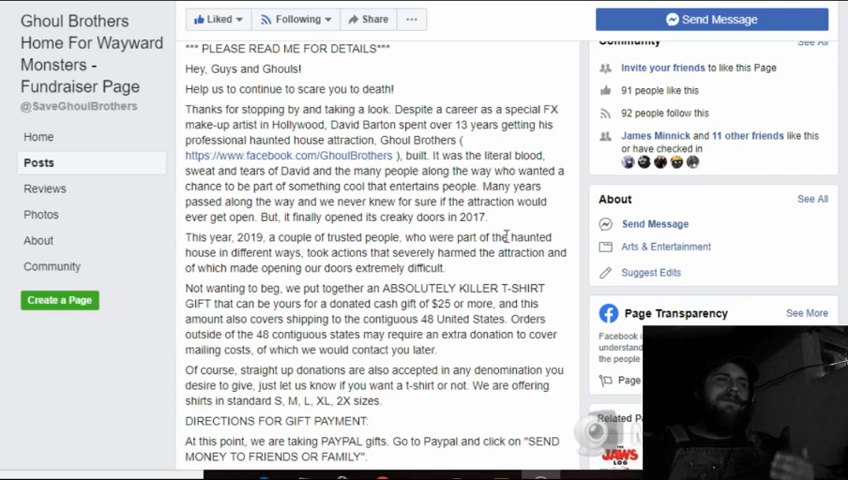 Ghoul Brothers
Home For Wayward
Monsters -
Fundraiser Page
@SaveGhoulBrothers
Home
Posts
Reviews
Photos
About
Community
Create a Page
Liked
Following
Share
Send Message
*** PLEASE READ ME FOR DETAILS***
Hey, Guys and Ghouls!
Help us to continue to scare you to death!
Thanks for stopping by and taking a look. Despite a career as a special FX
make-up artist in Hollywood, David Barton spent over 13 years getting his
professional haunted house attraction, Ghoul Brothers (
https://www.facebook.com/GhoulBrothers ), built. It was the literal blood,
sweat and tears of David and the many people along the way who wanted a
chance to be part of something cool that entertains people. Many years
passed along the way and we never knew for sure if the attraction would
ever get open. But, it finally opened its creaky doors in 2017.
This year, 2019, a couple of trusted people, who were part of the haunted
house in different ways, took actions that severely harmed the attraction and
of which made opening our doors extremely difficult.
Not wanting to beg, we put together an ABSOLUTELY KILLER T-SHIRT
GIFT that can be yours for a donated cash gift of $25 or more, and this
amount also covers shipping to the contiguous 48 United States. Orders
outside of the 48 contiguous states may require an extra donation to cover
mailing costs, of which we would contact you later.
Of course, straight up donations are also accepted in any denomination you
desire to give, just let us know if you want a t-shirt or not. We are offering
shirts in standard S, M, L, XL, 2X sizes.
DIRECTIONS FOR GIFT PAYMENT:
At this point, we are taking PAYPAL gifts. Go to Paypal and click on "SEND
MONEY TO FRIENDS OR FAMILY".
Community See All
Invite your friends to like this Page
91 people like this
92 people follow this
James Minnick and 11 other friends like this
or have checked in
About See All
Send Message
Arts & Entertainment
Suggest Edits
Page Transparency See More
Facebook i
understand
the people
Page
Related P
THE
JAWS
LOG